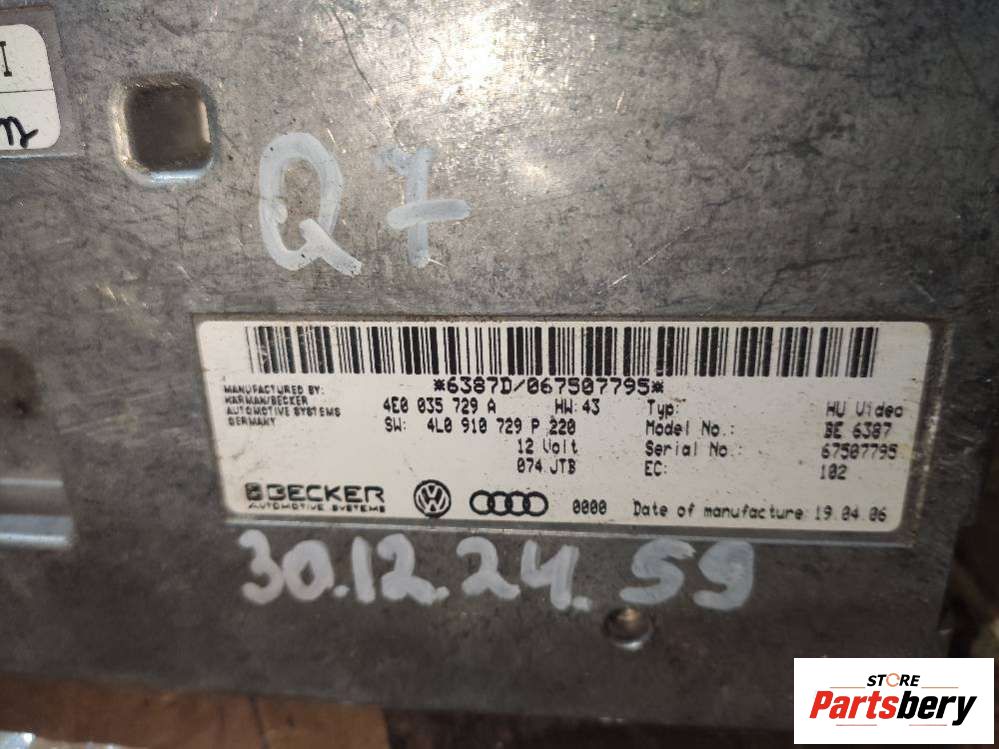 I
Q7
*6387D/067507795*
MANUFACTURED BY:
HARMAN/BECKER
AUTOMOTIVE SYSTEMS
GERMANY
4E0 035 729 A HW:43
SW: 4L0 910 729 P 220
12 Volt
074 JTB
Typ: HU Video
Model No.: BE 6387
Serial No.: 67507795
EC: 102
BECKER
AUTOMOTIVE SYSTEMS
0000 Date of manufacture: 19.04.06
30.12.24. 59
STORE
Partsbery